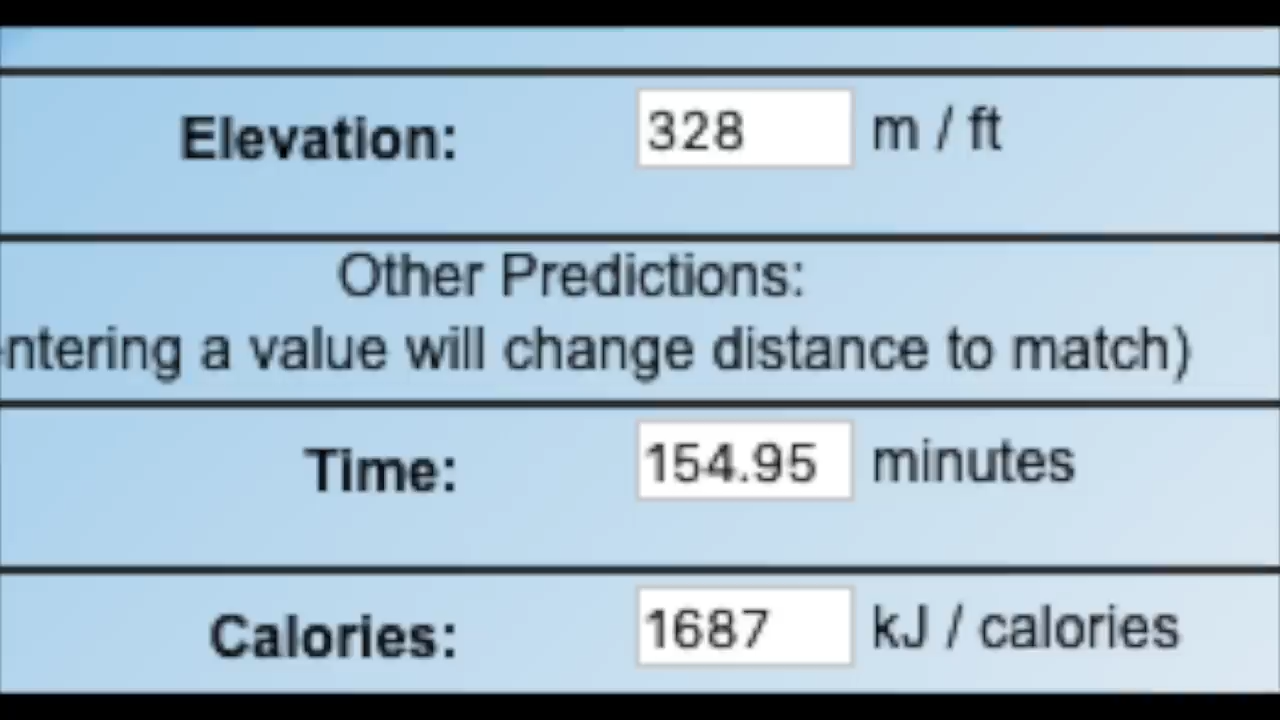 Elevation: 328 m / ft
Other Predictions:
entering a value will change distance to match)
Time: 154.95 minutes
Calories: 1687 kJ / calories